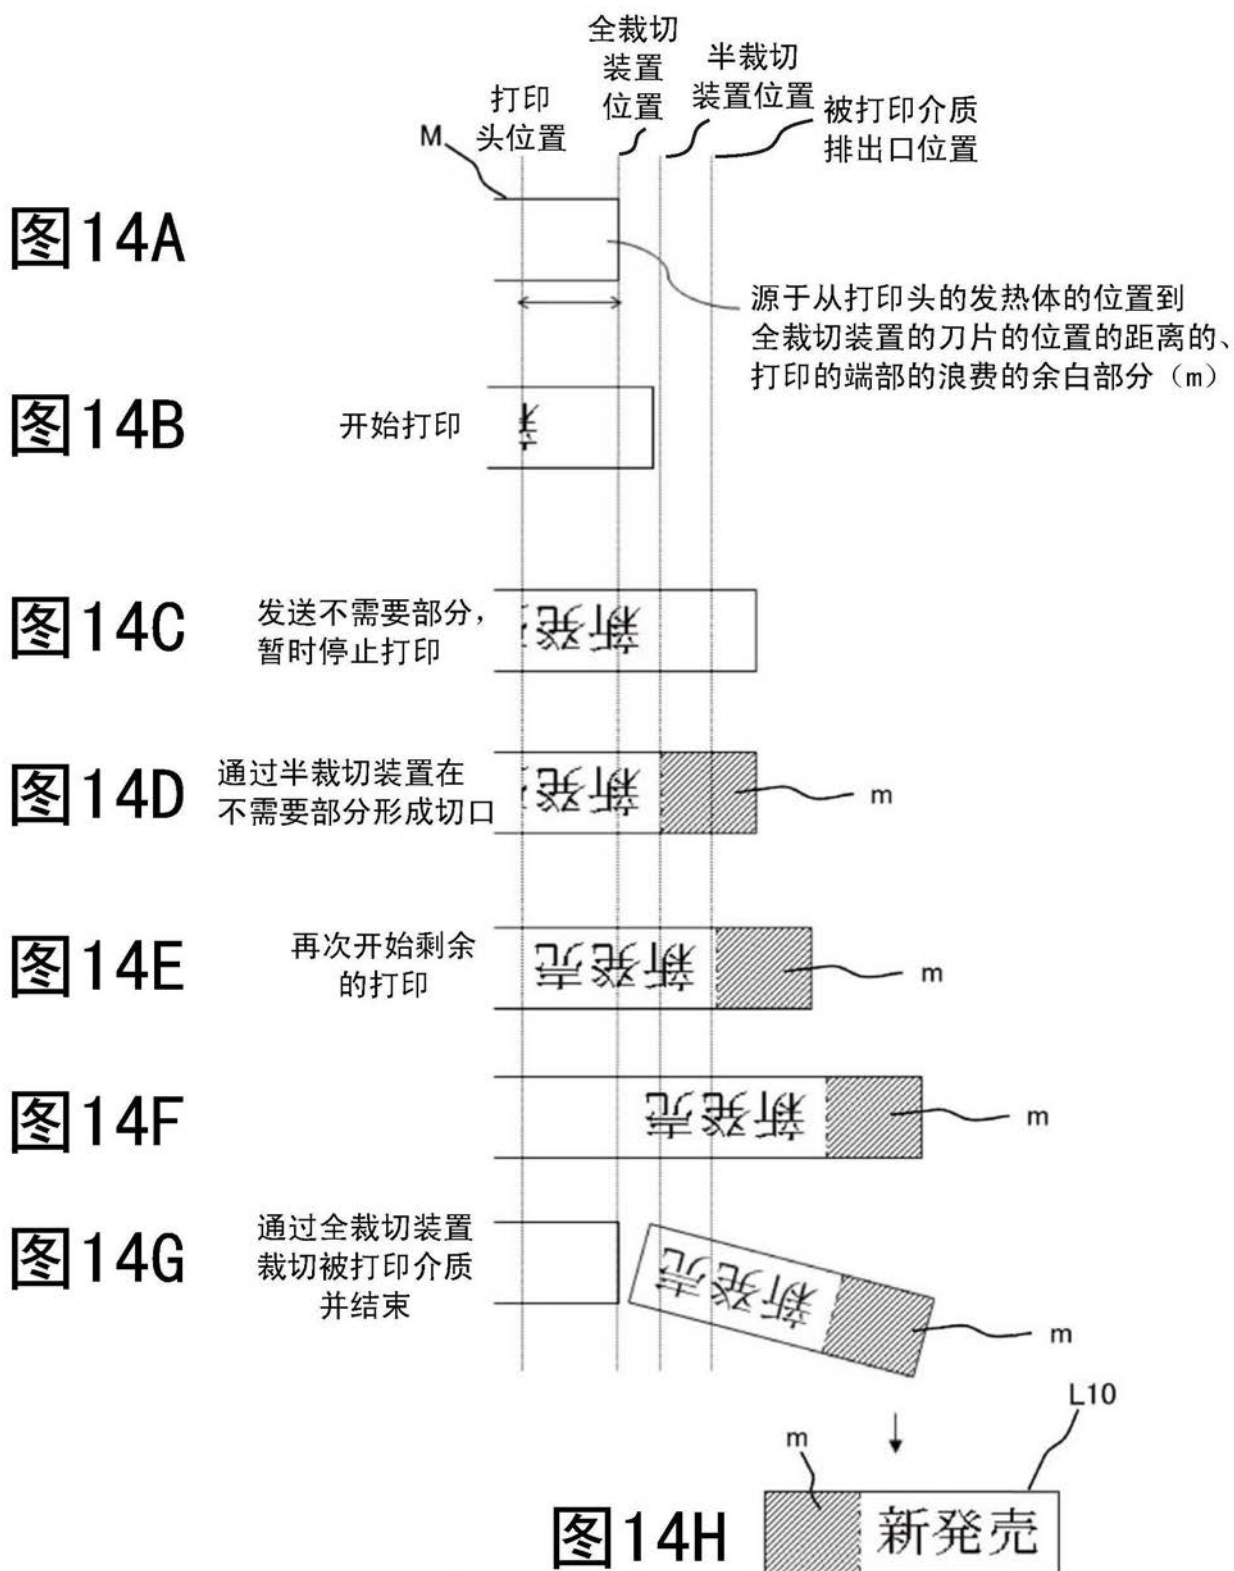 全裁切
装置
位置
半裁切
装置位置
打印
头位置
被打印介质
排出口位置
M
图14A
源于从打印头的发热体的位置到
全裁切装置的刀片的位置的距离的、
打印的端部的浪费的余白部分（m）
图14B
开始打印
新
图14C
发送不需要部分，
暂时停止打印
新発売
图14D
通过半裁切装置在
不需要部分形成切口
新発売
m
图14E
再次开始剩余
的打印
新発売
m
图14F
新発売
m
图14G
通过全裁切装置
裁切被打印介质
并结束
新発売
m
L10
m
图14H
新発売